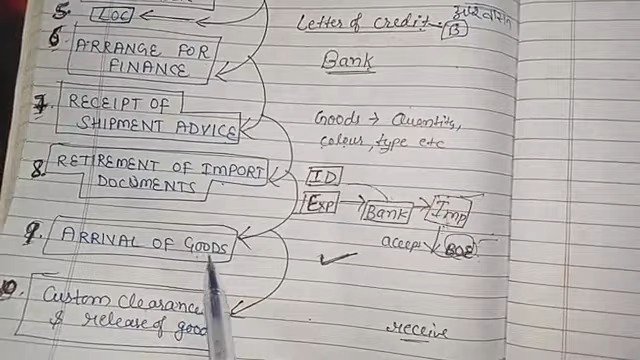 5. LOC
Letter of credit
B
6. ARRANGE FOR
FINANCE
Bank
7. RECEIPT OF
SHIPMENT ADVICE
Goods → Quantity,
colour, type etc
8. RETIREMENT OF IMPORT
DOCUMENTS
ID
Exp → Bank → Imp
accept BOE
9. ARRIVAL OF GOODS
10. Custom clearance
& release of good
receive